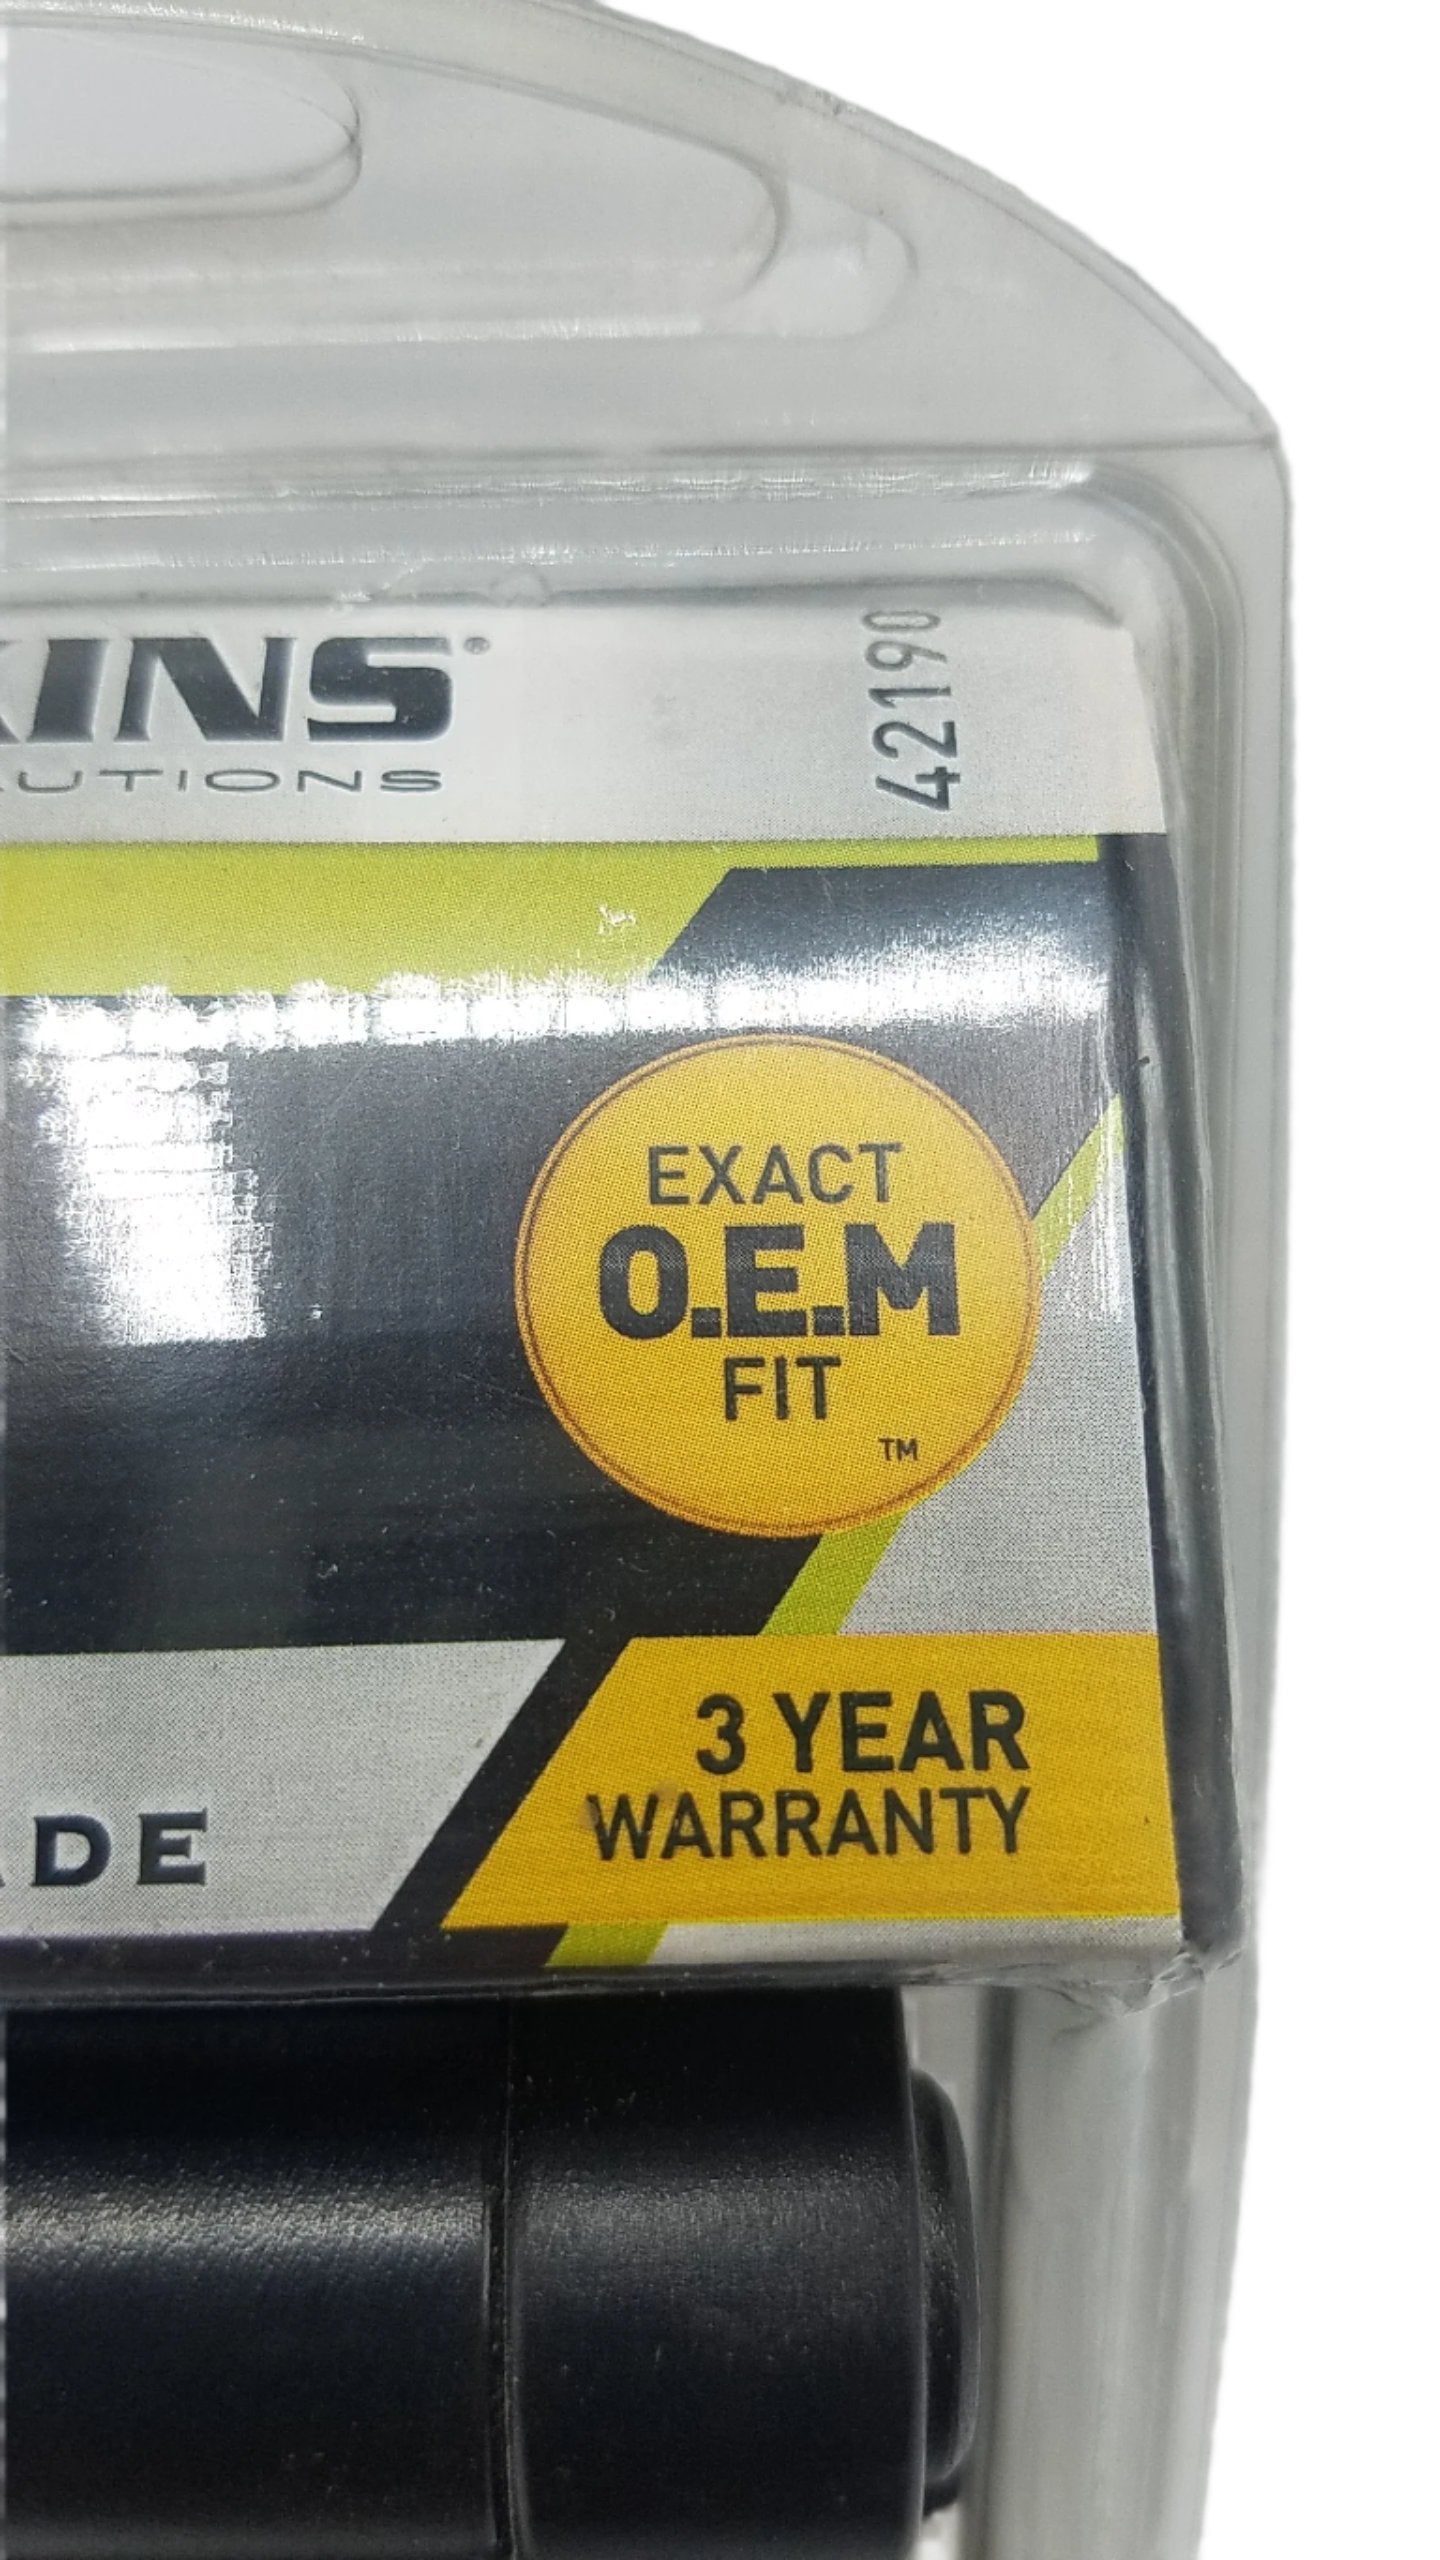 KINS®
UTIONS
42190
EXACT
O.E.M
FIT
TM
3 YEAR
WARRANTY
ADE